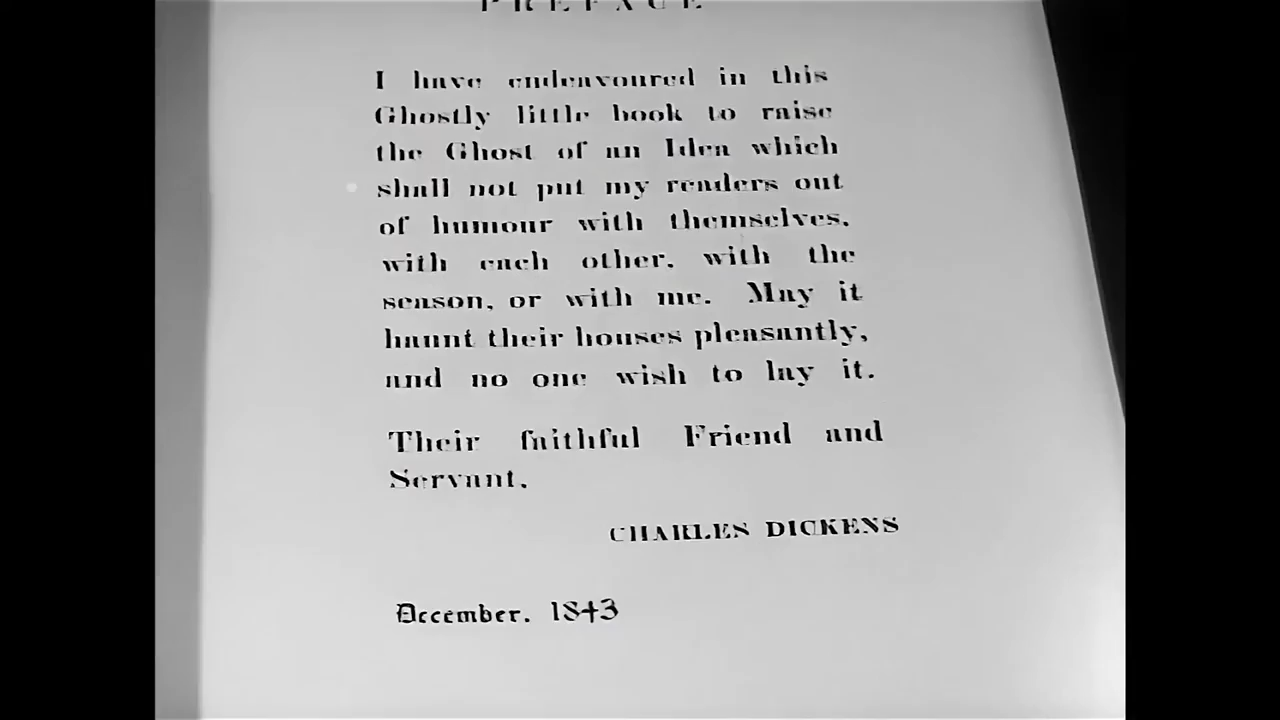 PREFACE
I have endeavoured in this
Ghostly little book to raise
the Ghost of an Idea which
shall not put my readers out
of humour with themselves,
with each other, with the
season, or with me. May it
haunt their houses pleasantly,
and no one wish to lay it.
Their faithful Friend and
Servant,
CHARLES DICKENS
December, 1843